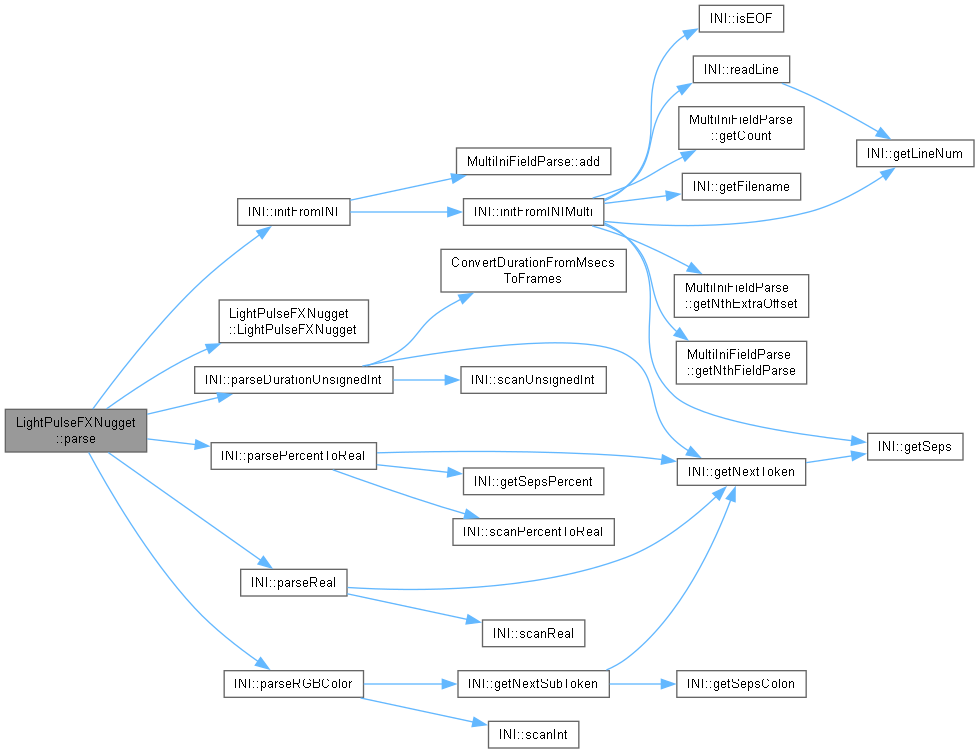 INI::isEOF
INI::readLine
MultiIniFieldParse
::getCount
INI::getLineNum
MultiIniFieldParse::add
INI::getFilename
INI::initFromINI
INI::initFromINIMulti
ConvertDurationFromMsecs
ToFrames
MultiIniFieldParse
::getNthExtraOffset
LightPulseFXNugget
::LightPulseFXNugget
MultiIniFieldParse
::getNthFieldParse
INI::parseDurationUnsignedInt
INI::scanUnsignedInt
LightPulseFXNugget
::parse
INI::getSeps
INI::parsePercentToReal
INI::getNextToken
INI::getSepsPercent
INI::scanPercentToReal
INI::parseReal
INI::scanReal
INI::parseRGBColor
INI::getNextSubToken
INI::getSepsColon
INI::scanInt